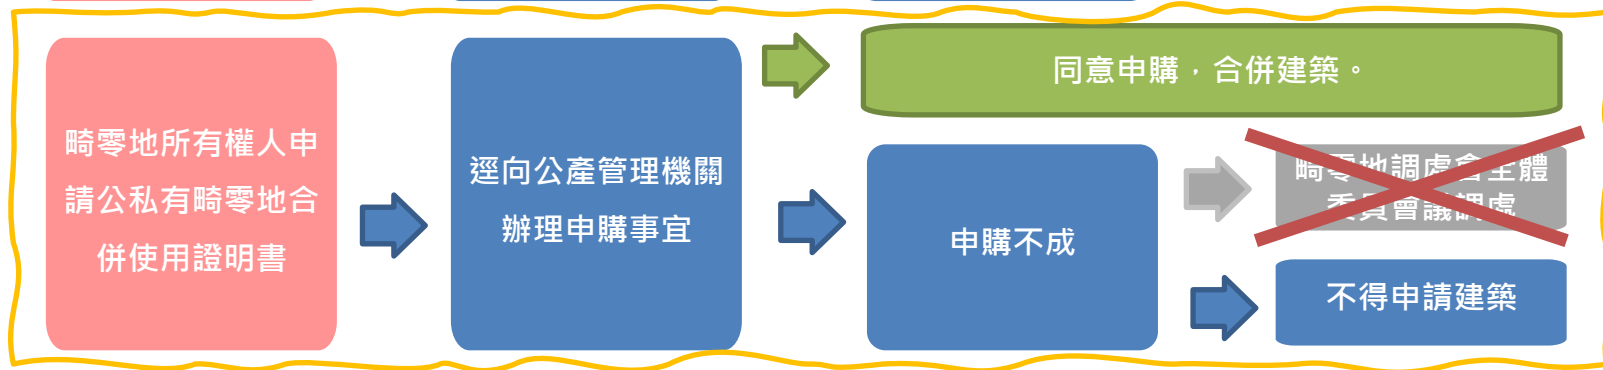 畸零地所有權人申
請公私有畸零地合
併使用證明書
逕向公產管理機關
辦理申購事宜
同意申購，合併建築。
申購不成
畸零地調處會全體
委員會議調處
不得申請建築